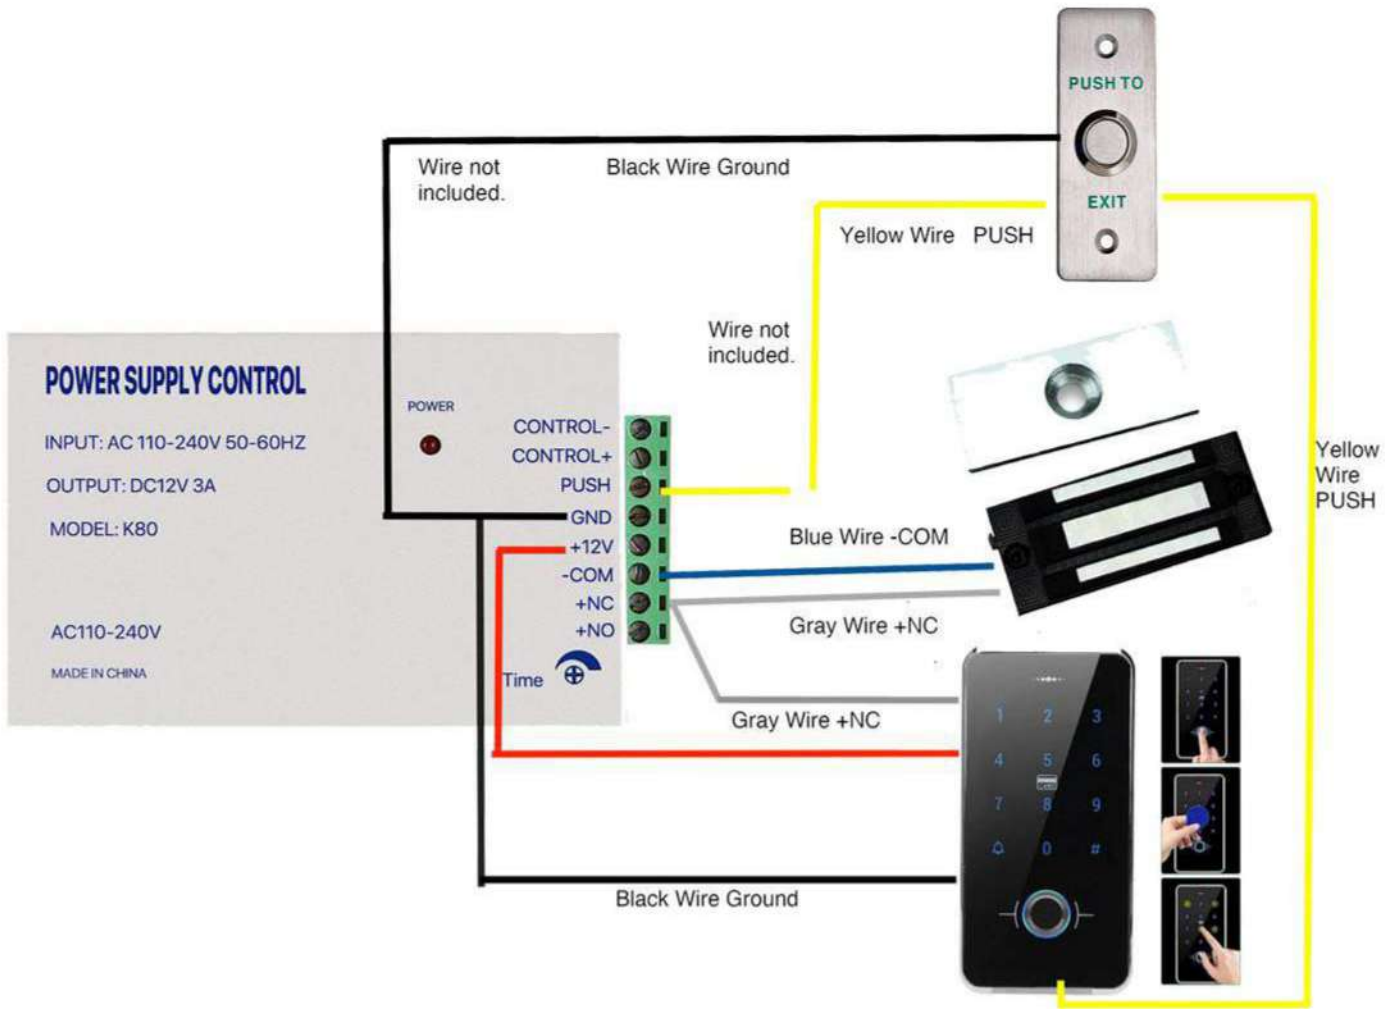 PUSH TO
EXIT
Wire not
included.
Black Wire Ground
Yellow Wire PUSH
Wire not
included.
POWER SUPPLY CONTROL
INPUT: AC 110-240V 50-60HZ
OUTPUT: DC12V 3A
MODEL: K80
AC110-240V
MADE IN CHINA
POWER
CONTROL-
CONTROL+
PUSH
GND
+12V
-COM
+NC
+NO
Time
Blue Wire -COM
Gray Wire +NC
Gray Wire +NC
Yellow
Wire
PUSH
1 2 3
4 5 6
7 8 9
0 #
Black Wire Ground